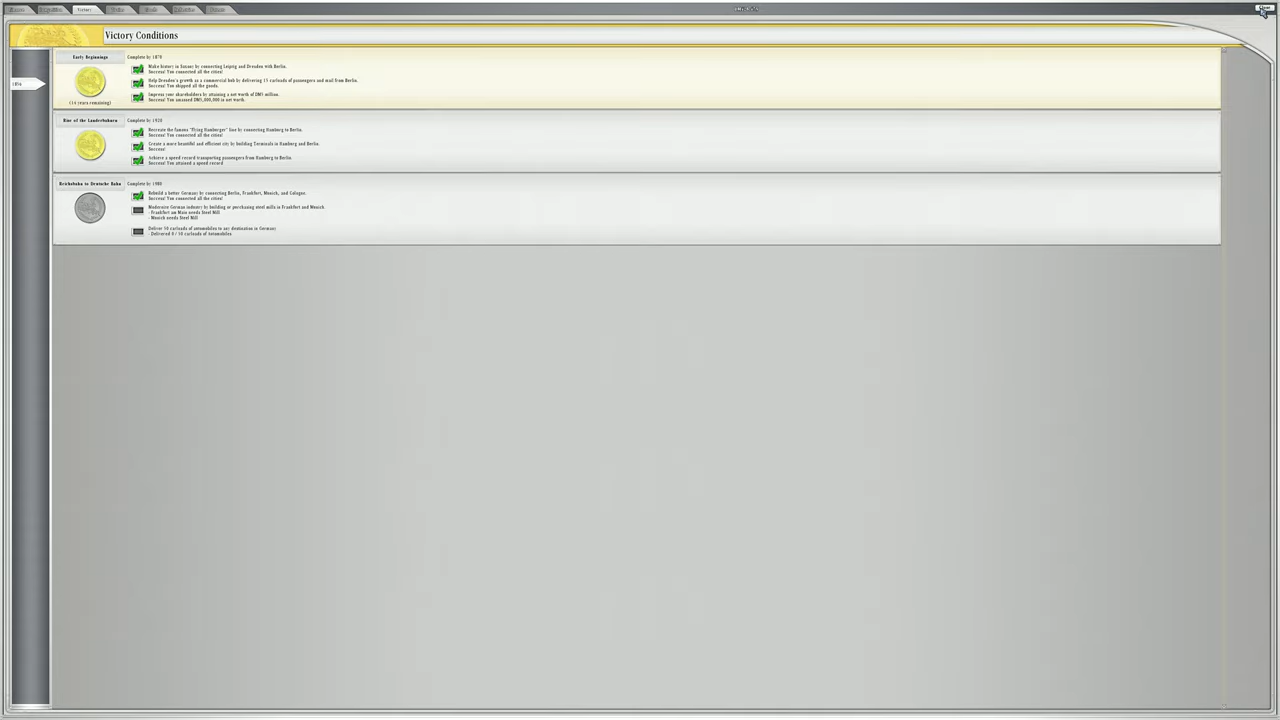 Victory
Close
Victory Conditions
Early Beginnings
Complete by 1870
Make history in Saxony by connecting Leipzig and Dresden with Berlin.
Success! You connected all the cities!
Help Dresden's growth as a commercial hub by delivering 15 carloads of passengers and mail from Berlin.
Success! You shipped all the goods.
Impress your shareholders by attaining a net worth of DM5 million.
Success! You amassed DM5,000,000 in net worth.
(14 years remaining)
1856
Rise of the Landerbahnen
Complete by 1920
Recreate the famous "Flying Hamburger" line by connecting Hamburg to Berlin.
Success! You connected all the cities!
Create a more beautiful and efficient city by building Terminals in Hamburg and Berlin.
Success!
Achieve a speed record transporting passengers from Hamburg to Berlin.
Success! You attained a speed record
Reichsbahn to Deutsche Bahn
Complete by 1980
Rebuild a better Germany by connecting Berlin, Frankfurt, Munich, and Cologne.
Success! You connected all the cities!
Modernize German industry by building or purchasing steel mills in Frankfurt and Munich.
- Frankfurt am Main needs Steel Mill
- Munich needs Steel Mill
Deliver 50 carloads of automobiles to any destination in Germany
- Delivered 0 / 50 carloads of Automobiles.